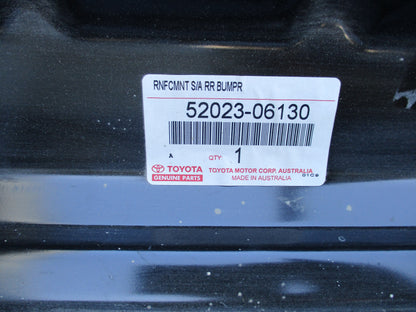 RNFCMNT S/A RR BUMPR
52023-06130
A QTY. 1
TOYOTA TOYOTA MOTOR CORP. AUSTRALIA
GENUINE PARTS MADE IN AUSTRALIA